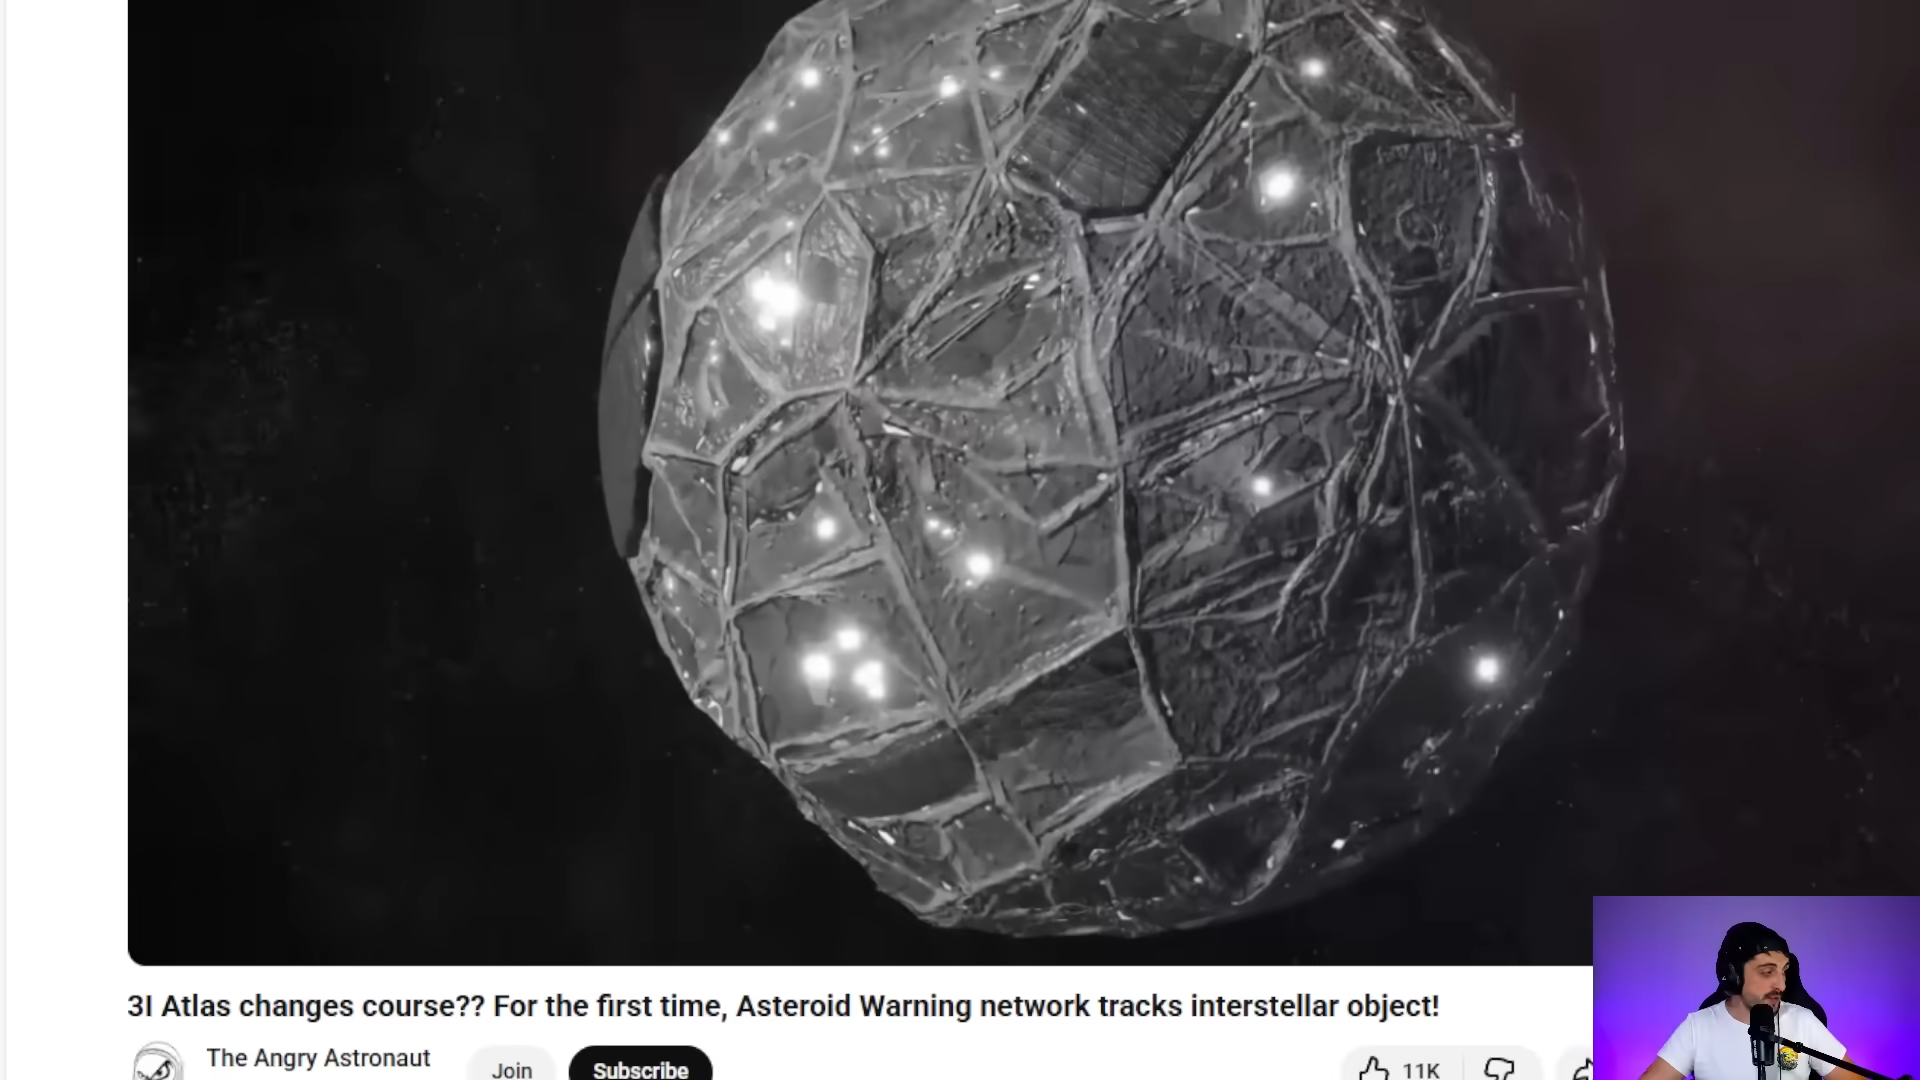 3I Atlas changes course?? For the first time, Asteroid Warning network tracks interstellar object!
The Angry Astronaut
Join
Subscribe
11K